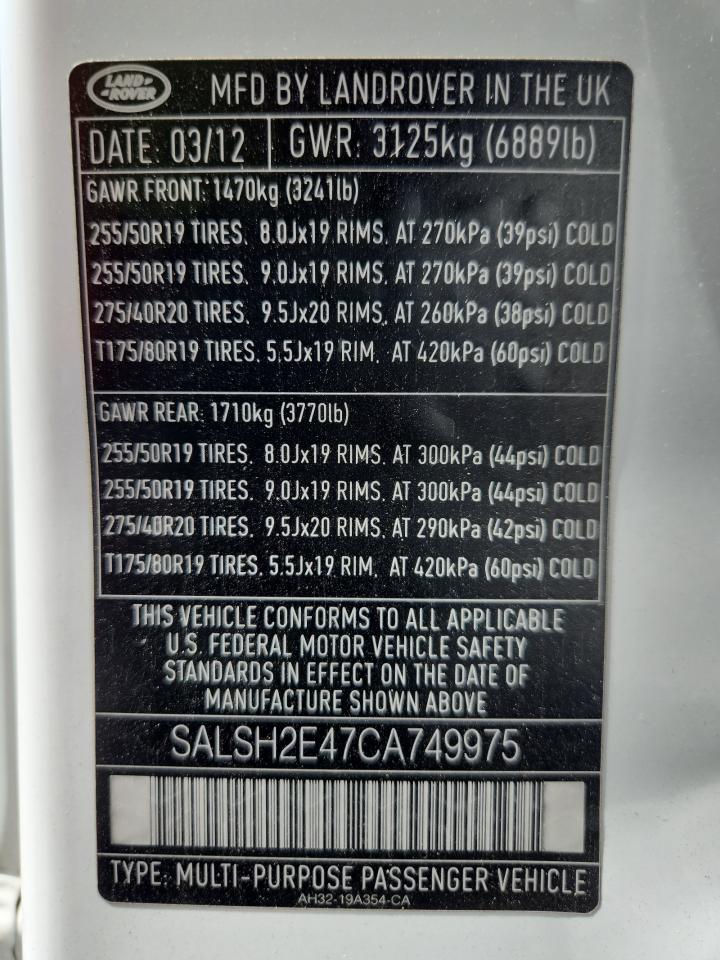 LAND-
-ROVER
MFD BY LANDROVER IN THE UK
DATE: 03/12 GWR: 3125kg (6889lb)
GAWR FRONT: 1470kg (3241lb)
255/50R19 TIRES, 8.0Jx19 RIMS, AT 270kPa (39psi) COLD
255/50R19 TIRES, 9.0Jx19 RIMS, AT 270kPa (39psi) COLD
275/40R20 TIRES, 9.5Jx20 RIMS, AT 260kPa (38psi) COLD
T175/80R19 TIRES, 5.5Jx19 RIM, AT 420kPa (60psi) COLD
GAWR REAR: 1710kg (3770lb)
255/50R19 TIRES, 8.0Jx19 RIMS, AT 300kPa (44psi) COLD
255/50R19 TIRES, 9.0Jx19 RIMS, AT 300kPa (44psi) COLD
275/40R20 TIRES, 9.5Jx20 RIMS, AT 290kPa (42psi) COLD
T175/80R19 TIRES, 5.5Jx19 RIM, AT 420kPa (60psi) COLD
THIS VEHICLE CONFORMS TO ALL APPLICABLE
U.S. FEDERAL MOTOR VEHICLE SAFETY
STANDARDS IN EFFECT ON THE DATE OF
MANUFACTURE SHOWN ABOVE
SALSH2E47CA749975
TYPE: MULTI-PURPOSE PASSENGER VEHICLE
AH32-19A354-CA